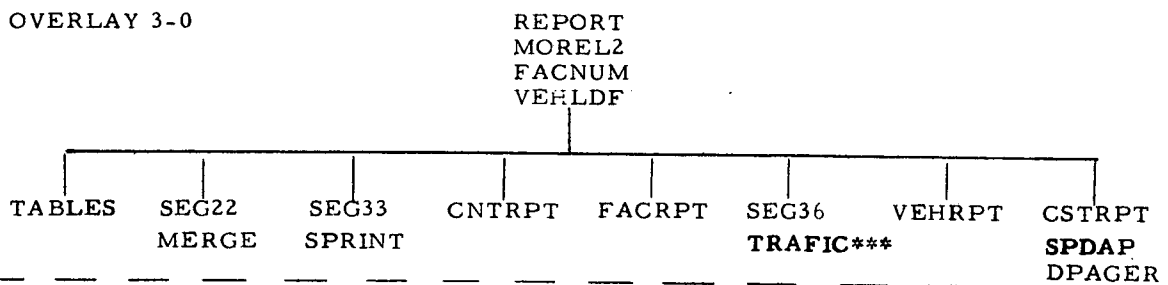 OVERLAY 3-0 REPORT
MOREL2
FACNUM
VEHLDF
TABLES SEG22 SEG33 CNTRPT FACRPT SEG36 VEHRPT CSTRPT
MERGE SPRINT TRAFIC*** SPDAP
DPAGER